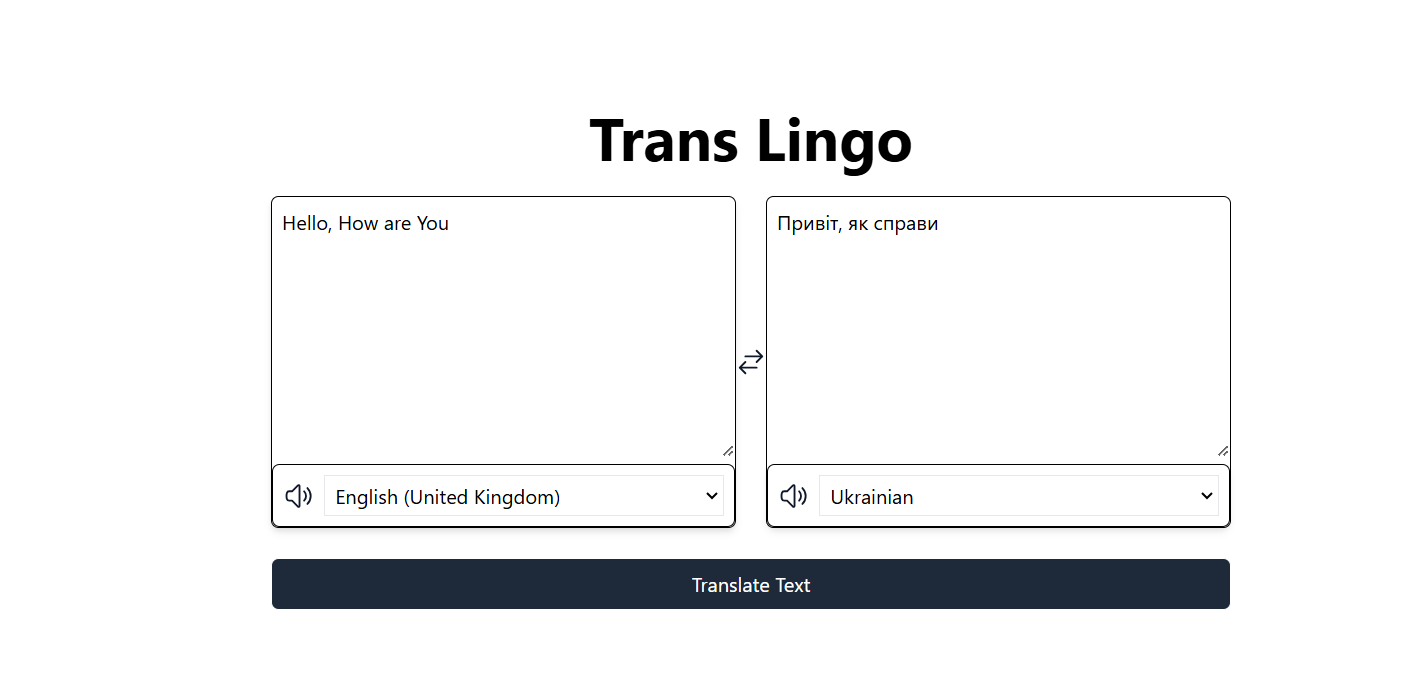 Trans Lingo
Hello, How are You
Привіт, як справи
English (United Kingdom)
Ukrainian
Translate Text